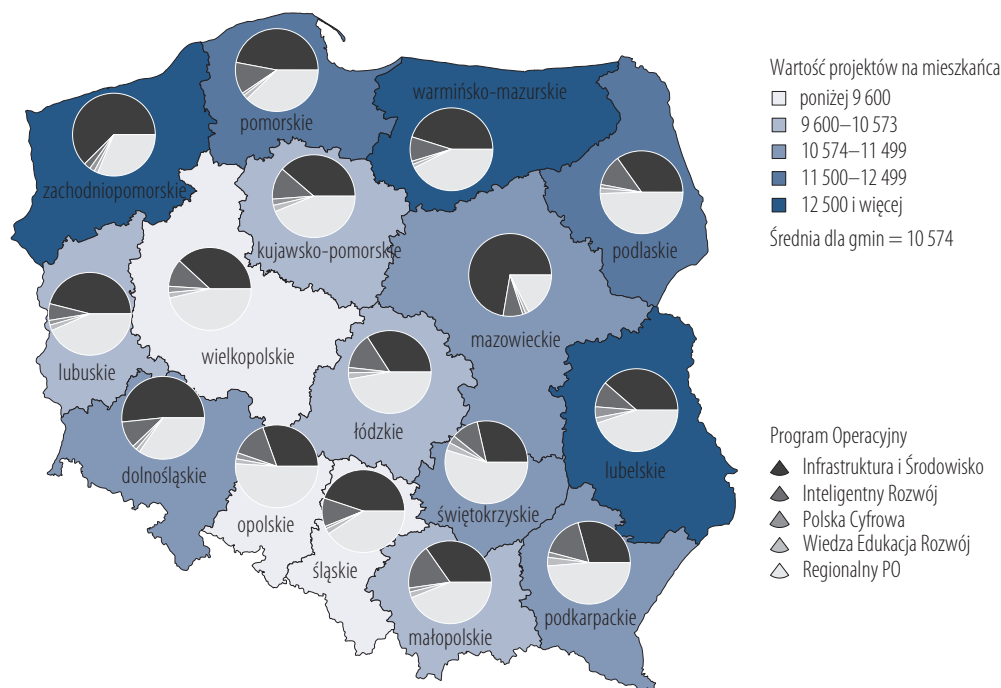 warmińsko-mazurskie
pomorskie
zachodniopomorskie
kujawsko-pomorskie
podlaskie
mazowieckie
wielkopolskie
lubuskie
łódzkie
dolnośląskie
lubelskie
opolskie
świętokrzyskie
śląskie
małopolskie
podkarpackie
Wartość projektów na mieszkańca
poniżej 9 600
9 600–10 573
10 574–11 499
11 500–12 499
12 500 i więcej
Średnia dla gmin = 10 574
Program Operacyjny
Infrastruktura i Środowisko
Inteligentny Rozwój
Polska Cyfrowa
Wiedza Edukacja Rozwój
Regionalny PO